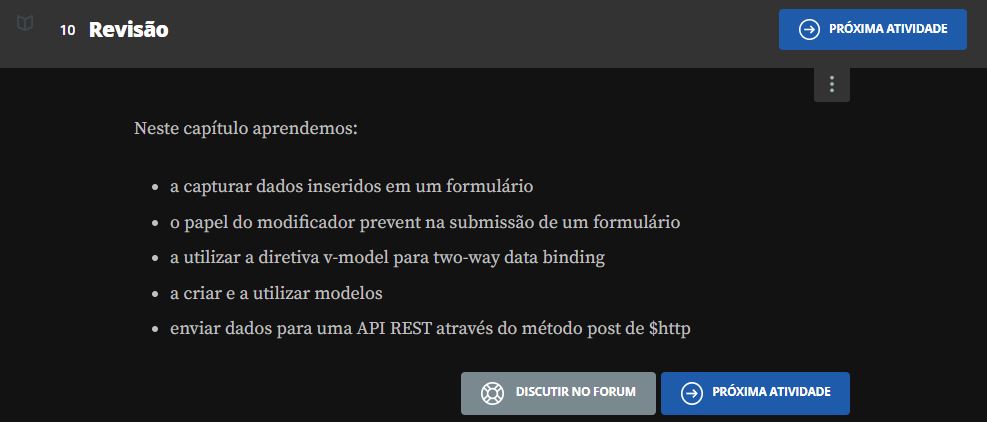 10 Revisão
PRÓXIMA ATIVIDADE
Neste capítulo aprendemos:
a capturar dados inseridos em um formulário
o papel do modificador prevent na submissão de um formulário
a utilizar a diretiva v-model para two-way data binding
a criar e a utilizar modelos
enviar dados para uma API REST através do método post de $http
DISCUTIR NO FORUM
PRÓXIMA ATIVIDADE